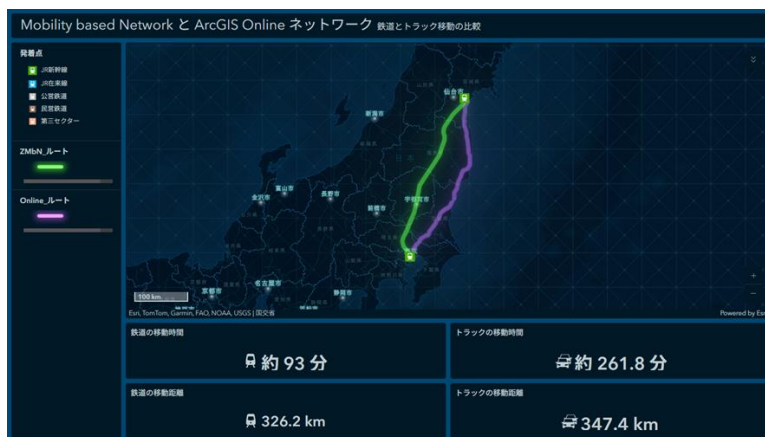 Mobility based Network と ArcGIS Online ネットワーク 鉄道とトラック移動の比較
発着点
JR新幹線
JR在来線
公営鉄道
民営鉄道
第三セクター
ZMbN_ルート
Online_ルート
仙台市
新潟市
富山市
金沢市
長野市
前橋市
宇都宮市
名古屋市
京都市
静岡市
100 km
Esri, TomTom, Garmin, FAO, NOAA, USGS | 国交省
Powered by Esri
鉄道の移動時間
約 93 分
トラックの移動時間
約 261.8 分
鉄道の移動距離
326.2 km
トラックの移動距離
347.4 km